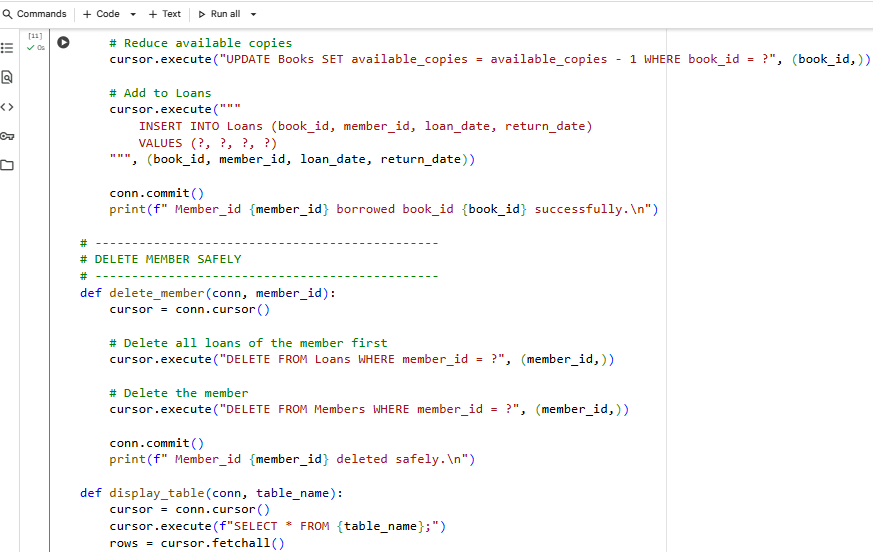 Commands + Code + Text Run all
[11]
0s
# Reduce available copies
cursor.execute("UPDATE Books SET available_copies = available_copies - 1 WHERE book_id = ?", (book_id,))
# Add to Loans
cursor.execute("""
INSERT INTO Loans (book_id, member_id, loan_date, return_date)
VALUES (?, ?, ?, ?)
""", (book_id, member_id, loan_date, return_date))
conn.commit()
print(f" Member_id {member_id} borrowed book_id {book_id} successfully.\n")
# -----------------------------------------------
# DELETE MEMBER SAFELY
# -----------------------------------------------
def delete_member(conn, member_id):
cursor = conn.cursor()
# Delete all loans of the member first
cursor.execute("DELETE FROM Loans WHERE member_id = ?", (member_id,))
# Delete the member
cursor.execute("DELETE FROM Members WHERE member_id = ?", (member_id,))
conn.commit()
print(f" Member_id {member_id} deleted safely.\n")
def display_table(conn, table_name):
cursor = conn.cursor()
cursor.execute(f"SELECT * FROM {table_name};")
rows = cursor.fetchall()